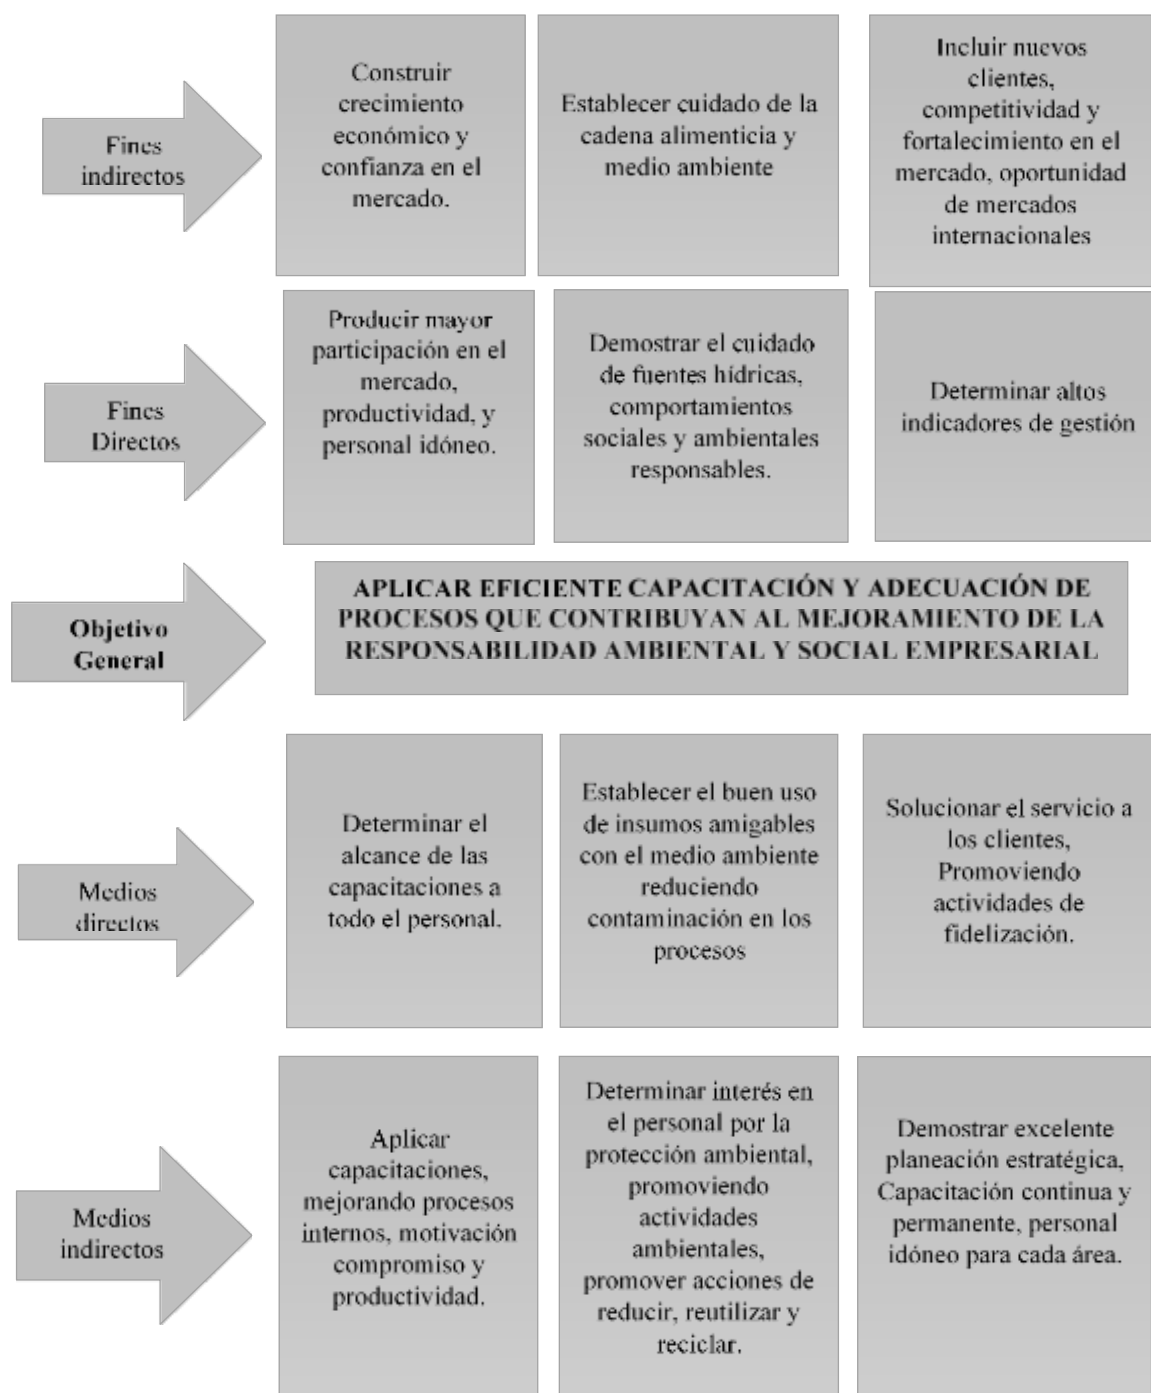 Fines
indirectos
Construir
crecimiento
económico y
confianza en el
mercado.
Establecer cuidado de la
cadena alimenticia y
medio ambiente
Incluir nuevos
clientes,
competitividad y
fortalecimiento en el
mercado, oportunidad
de mercados
internacionales
Fines
Directos
Producir mayor
participación en el
mercado,
productividad, y
personal idóneo.
Demostrar el cuidado
de fuentes hídricas,
comportamientos
sociales y ambientales
responsables.
Determinar altos
indicadores de gestión
Objetivo
General
APLICAR EFICIENTE CAPACITACIÓN Y ADECUACIÓN DE
PROCESOS QUE CONTRIBUYAN AL MEJORAMIENTO DE LA
RESPONSABILIDAD AMBIENTAL Y SOCIAL EMPRESARIAL
Medios
directos
Determinar el
alcance de las
capacitaciones a
todo el personal.
Establecer el buen uso
de insumos amigables
con el medio ambiente
reduciendo
contaminación en los
procesos
Solucionar el servicio a
los clientes,
Promoviendo
actividades de
fidelización.
Medios
indirectos
Aplicar
capacitaciones,
mejorando procesos
internos, motivación
compromiso y
productividad.
Determinar interés en
el personal por la
protección ambiental,
promoviendo
actividades
ambientales,
promover acciones de
reducir, reutilizar y
reciclar.
Demostrar excelente
planeación estratégica,
Capacitación continua y
permanente, personal
idóneo para cada área.